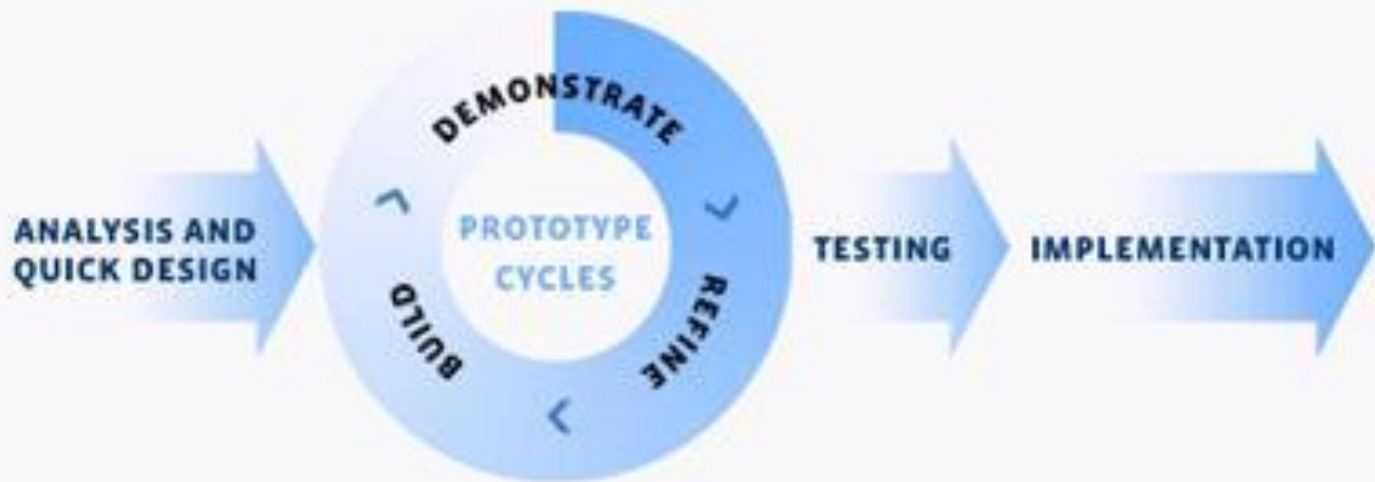 ANALYSIS AND
QUICK DESIGN
DEMONSTRATE
PROTOTYPE
CYCLES
BUILD
REFINE
TESTING
IMPLEMENTATION